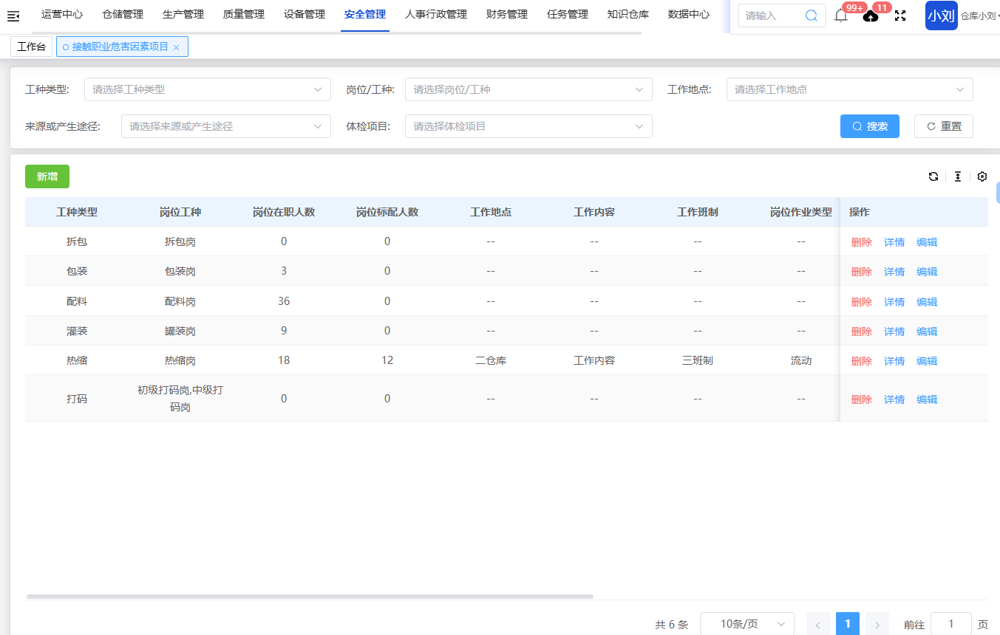 运营中心 仓储管理 生产管理 质量管理 设备管理 安全管理 人事行政管理 财务管理 任务管理 知识仓库 数据中心 请输入 99+ 11 小刘 仓库小刘
工作台 接触职业危害因素项目
工种类型: 请选择工种类型 岗位/工种: 请选择岗位/工种 工作地点: 请选择工作地点
来源或产生途径: 请选择来源或产生途径 体检项目: 请选择体检项目 搜索 重置
新增
工种类型 岗位工种 岗位在职人数 岗位标配人数 工作地点 工作内容 工作班制 岗位作业类型 操作
拆包 拆包岗 0 0 -- -- -- -- 删除 详情 编辑
包装 包装岗 3 0 -- -- -- -- 删除 详情 编辑
配料 配料岗 36 0 -- -- -- -- 删除 详情 编辑
灌装 罐装岗 9 0 -- -- -- -- 删除 详情 编辑
热缩 热缩岗 18 12 二仓库 工作内容 三班制 流动 删除 详情 编辑
打码 初级打码岗,中级打
码岗 0 0 -- -- -- -- 删除 详情 编辑
共 6 条 10条/页 1 前往 1 页